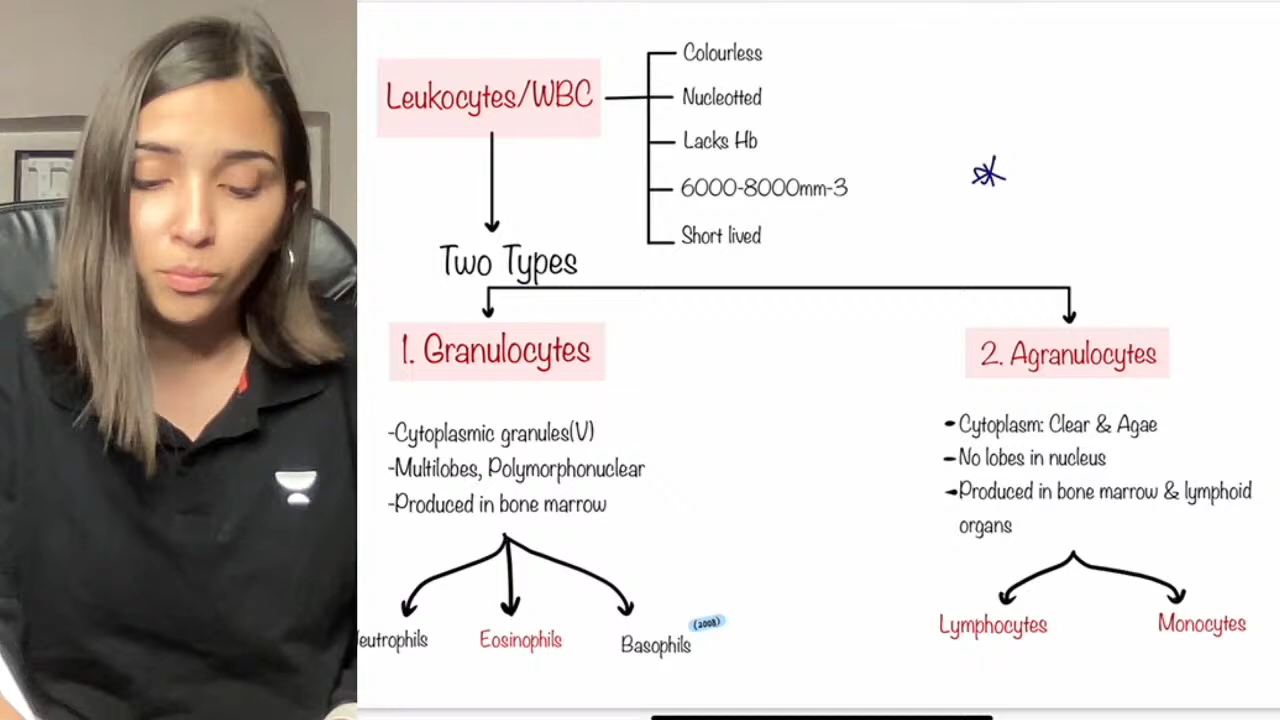 Leukocytes/WBC
Colourless
Nucleotted
Lacks Hb
6000-8000mm-3
Short lived
Two Types
1. Granulocytes
-Cytoplasmic granules(V)
-Multilobes, Polymorphonuclear
-Produced in bone marrow
eutrophils
Eosinophils
Basophils
(2008)
2. Agranulocytes
- Cytoplasm: Clear & Agae
- No lobes in nucleus
- Produced in bone marrow & lymphoid
organs
Lymphocytes
Monocytes